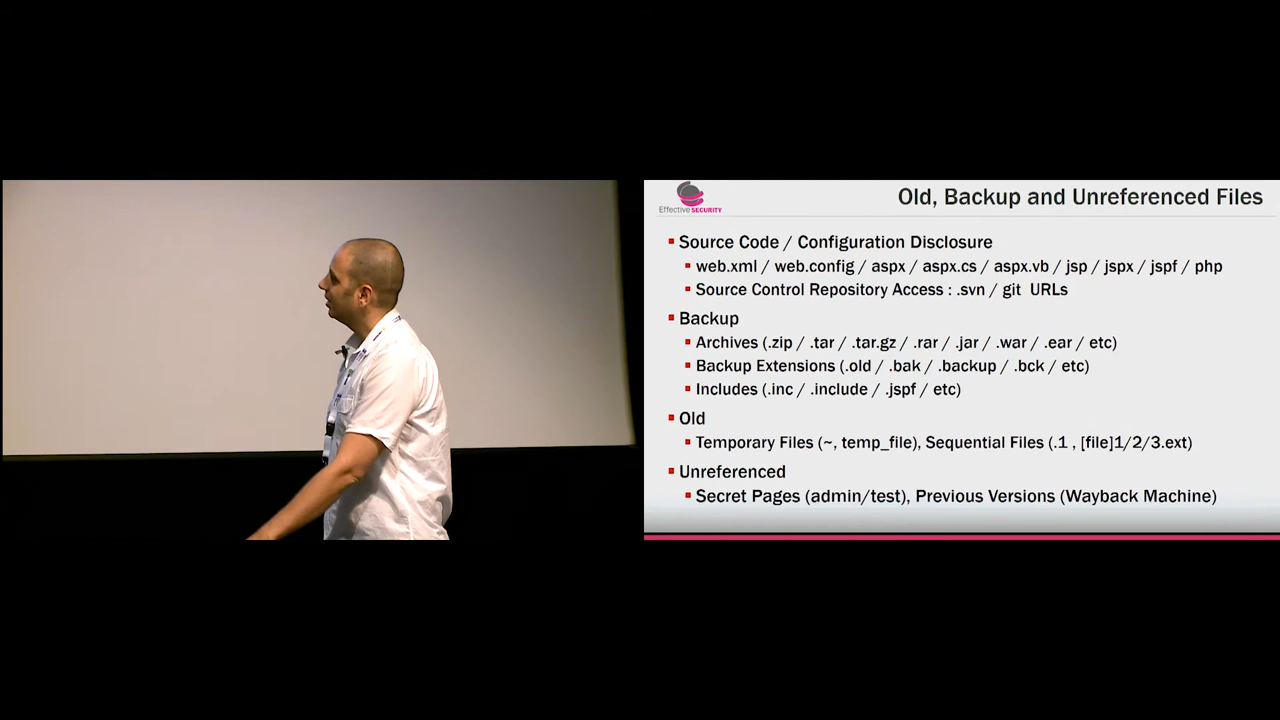 Effective SECURITY
Old, Backup and Unreferenced Files
Source Code / Configuration Disclosure
web.xml / web.config / aspx / aspx.cs / aspx.vb / jsp / jspx / jspf / php
Source Control Repository Access : .svn / git URLs
Backup
Archives (.zip / .tar / .tar.gz / .rar / .jar / .war / .ear / etc)
Backup Extensions (.old / .bak / .backup / .bck / etc)
Includes (.inc / .include / .jspf / etc)
Old
Temporary Files (~, temp_file), Sequential Files (.1 , [file]1/2/3.ext)
Unreferenced
Secret Pages (admin/test), Previous Versions (Wayback Machine)